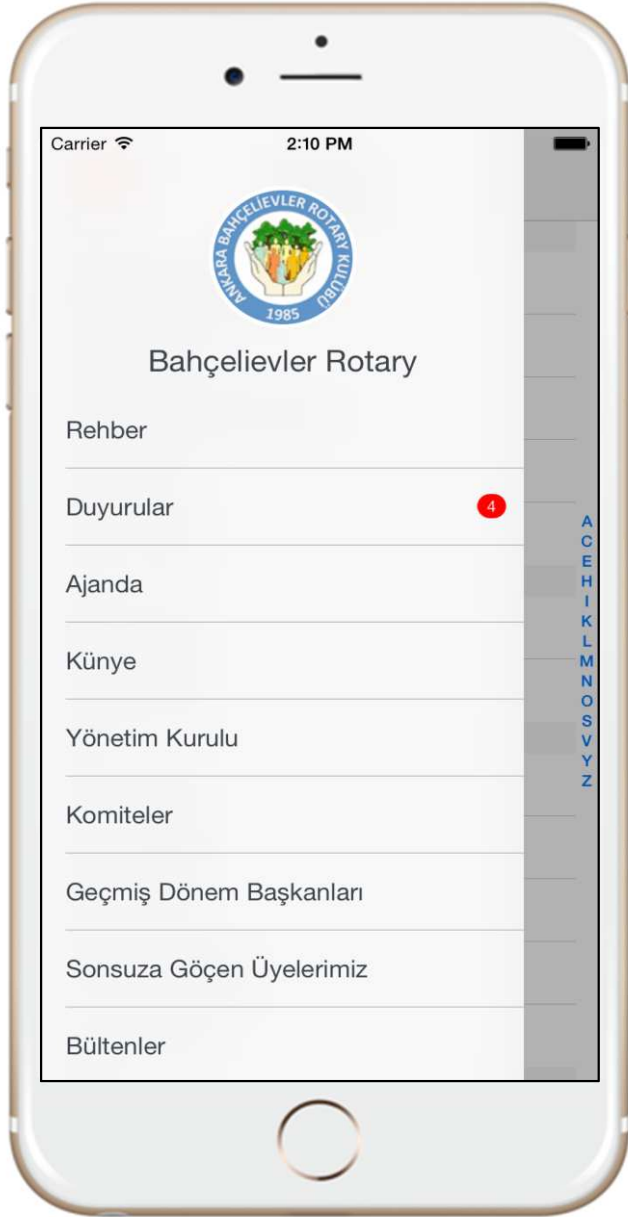 Carrier
2:10 PM
ANKARA BAHÇELİEVLER ROTARY KULÜBÜ
1985
Bahçelievler Rotary
Rehber
Duyurular
4
Ajanda
Künye
Yönetim Kurulu
Komiteler
Geçmiş Dönem Başkanları
Sonsuza Göçen Üyelerimiz
Bültenler
A
C
E
H
I
K
L
M
N
O
S
V
Y
Z